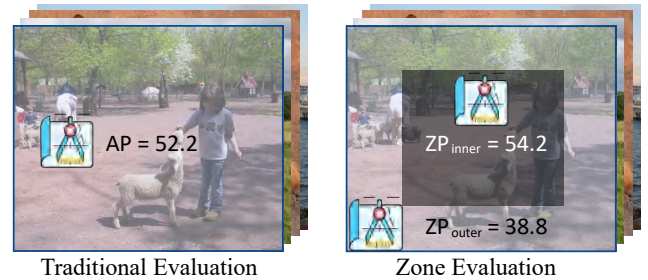 AP = 52.2
Traditional Evaluation
ZP inner = 54.2
ZP outer = 38.8
Zone Evaluation